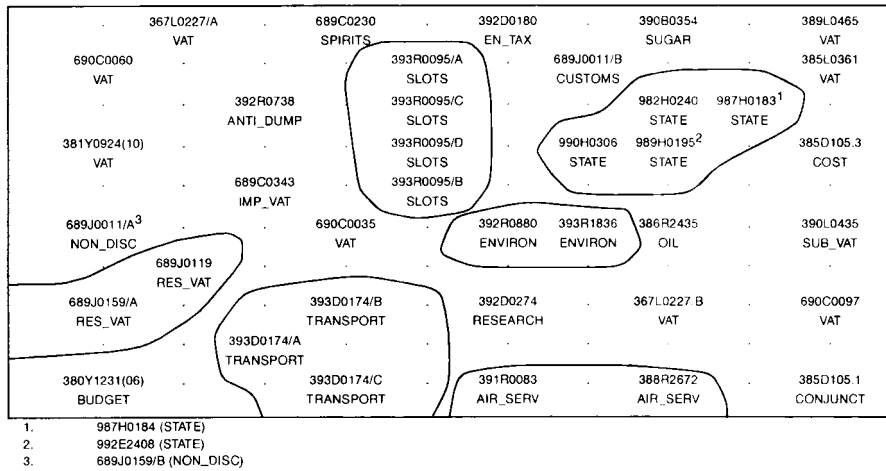 367L0227/A 689C0230 392D0180 390B0354 389L0465
VAT SPIRITS EN_TAX SUGAR VAT
690C0060 393R0095/A 689J0011/B 385L0361
VAT SLOTS CUSTOMS VAT
392R0738 393R0095/C 982H0240 987H0183¹
ANTI_DUMP SLOTS STATE STATE
381Y0924(10) 393R0095/D 990H0306 989H0195² 385D105.3
VAT SLOTS STATE STATE COST
689C0343 393R0095/B
IMP_VAT SLOTS
689J0011/A³ 690C0035 392R0880 393R1836 386R2435 390L0435
NON_DISC VAT ENVIRON ENVIRON OIL SUB_VAT
689J0119
RES_VAT
689J0159/A 393D0174/B 392D0274 367L0227.B 690C0097
RES_VAT TRANSPORT RESEARCH VAT VAT
393D0174/A
TRANSPORT
380Y1231(06) 393D0174/C 391R0083 388R2672 385D105.1
BUDGET TRANSPORT AIR_SERV AIR_SERV CONJUNCT
1. 987H0184 (STATE)
2. 992E2408 (STATE)
3. 689J0159/B (NON_DISC)